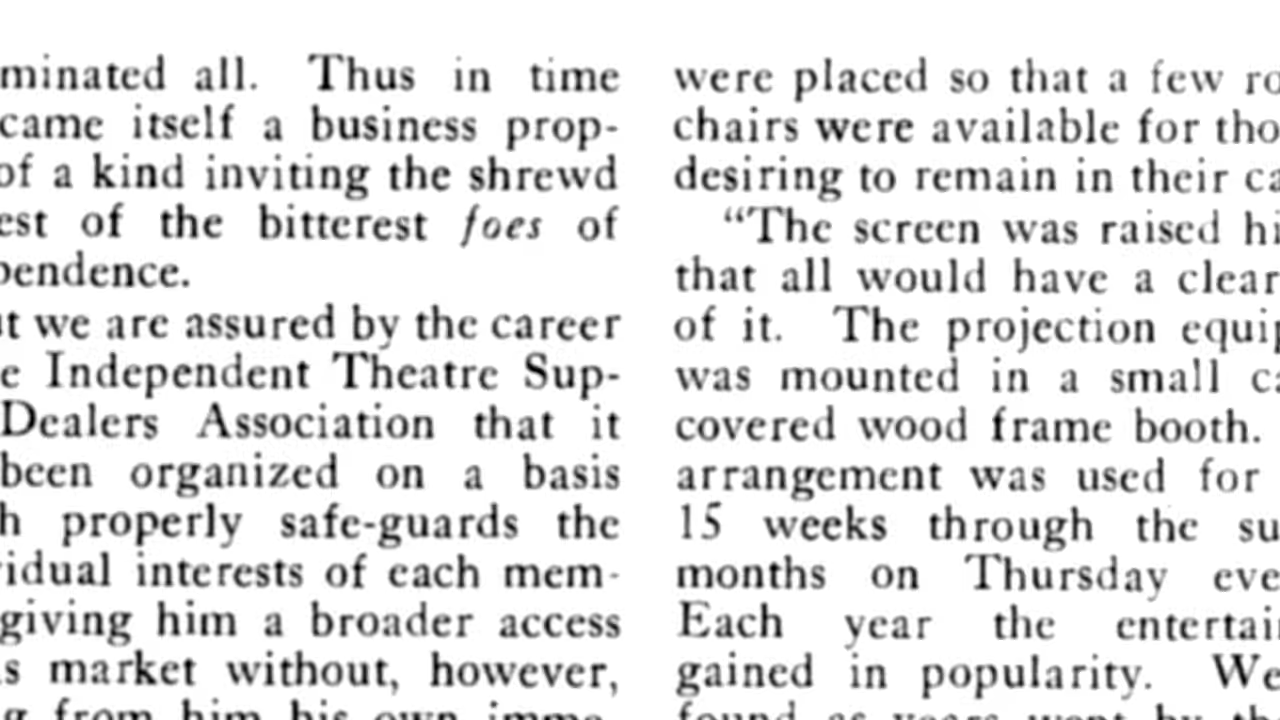 minated all. Thus in time
came itself a business prop-
of a kind inviting the shrewd
est of the bitterest foes of
pendence.
t we are assured by the career
e Independent Theatre Sup-
Dealers Association that it
been organized on a basis
h properly safe-guards the
idual interests of each mem-
giving him a broader access
s market without, however,
g from him his own imme-
were placed so that a few ro
chairs were available for tho
desiring to remain in their ca
“The screen was raised hi
that all would have a clear
of it. The projection equip
was mounted in a small ca
covered wood frame booth.
arrangement was used for
15 weeks through the su
months on Thursday eve
Each year the entertain
gained in popularity. We
found as years went by th